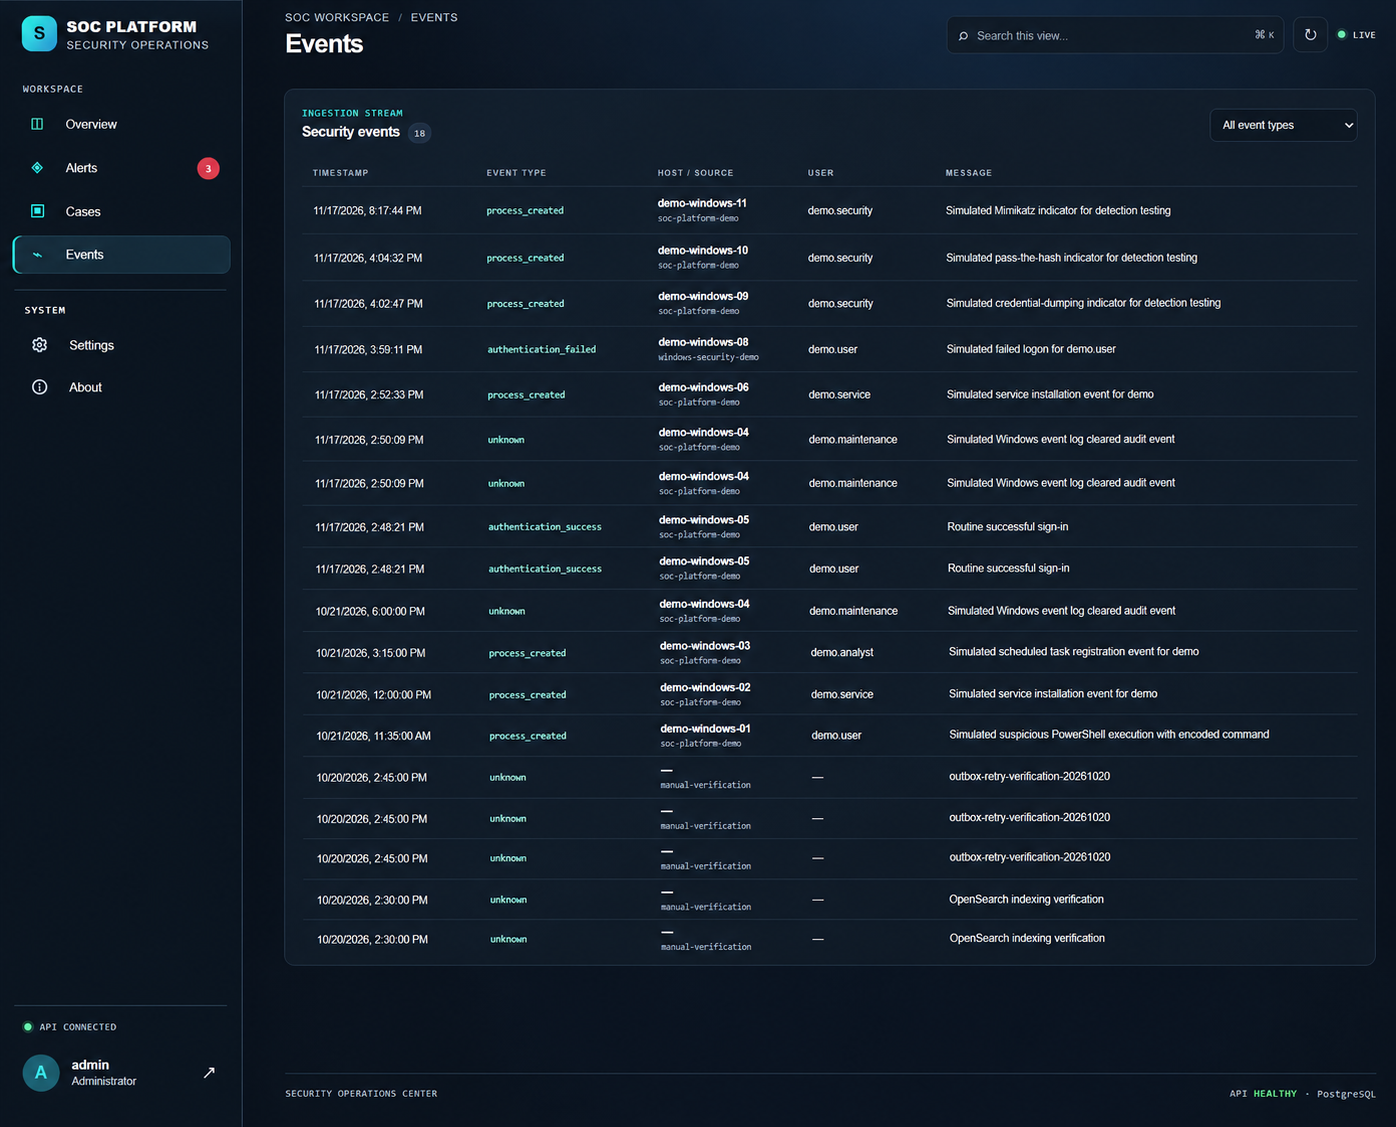 S
SOC PLATFORM
SECURITY OPERATIONS
WORKSPACE
Overview
Alerts 3
Cases
Events
SYSTEM
Settings
About
API CONNECTED
A
admin
Administrator
SOC WORKSPACE / EVENTS
Events
Search this view... ⌘ K
LIVE
INGESTION STREAM
Security events 18
All event types
TIMESTAMP EVENT TYPE HOST / SOURCE USER MESSAGE
11/17/2026, 8:17:44 PM process_created demo-windows-11 demo.security Simulated Mimikatz indicator for detection testing
soc-platform-demo
11/17/2026, 4:04:32 PM process_created demo-windows-10 demo.security Simulated pass-the-hash indicator for detection testing
soc-platform-demo
11/17/2026, 4:02:47 PM process_created demo-windows-09 demo.security Simulated credential-dumping indicator for detection testing
soc-platform-demo
11/17/2026, 3:59:11 PM authentication_failed demo-windows-08 demo.user Simulated failed logon for demo.user
windows-security-demo
11/17/2026, 2:52:33 PM process_created demo-windows-06 demo.service Simulated service installation event for demo
soc-platform-demo
11/17/2026, 2:50:09 PM unknown demo-windows-04 demo.maintenance Simulated Windows event log cleared audit event
soc-platform-demo
11/17/2026, 2:50:09 PM unknown demo-windows-04 demo.maintenance Simulated Windows event log cleared audit event
soc-platform-demo
11/17/2026, 2:48:21 PM authentication_success demo-windows-05 demo.user Routine successful sign-in
soc-platform-demo
11/17/2026, 2:48:21 PM authentication_success demo-windows-05 demo.user Routine successful sign-in
soc-platform-demo
10/21/2026, 6:00:00 PM unknown demo-windows-04 demo.maintenance Simulated Windows event log cleared audit event
soc-platform-demo
10/21/2026, 3:15:00 PM process_created demo-windows-03 demo.analyst Simulated scheduled task registration event for demo
soc-platform-demo
10/21/2026, 12:00:00 PM process_created demo-windows-02 demo.service Simulated service installation event for demo
soc-platform-demo
10/21/2026, 11:35:00 AM process_created demo-windows-01 demo.user Simulated suspicious PowerShell execution with encoded command
soc-platform-demo
10/20/2026, 2:45:00 PM unknown — — outbox-retry-verification-20261020
manual-verification
10/20/2026, 2:45:00 PM unknown — — outbox-retry-verification-20261020
manual-verification
10/20/2026, 2:45:00 PM unknown — — outbox-retry-verification-20261020
manual-verification
10/20/2026, 2:30:00 PM unknown — — OpenSearch indexing verification
manual-verification
10/20/2026, 2:30:00 PM unknown — — OpenSearch indexing verification
manual-verification
SECURITY OPERATIONS CENTER
API HEALTHY · PostgreSQL